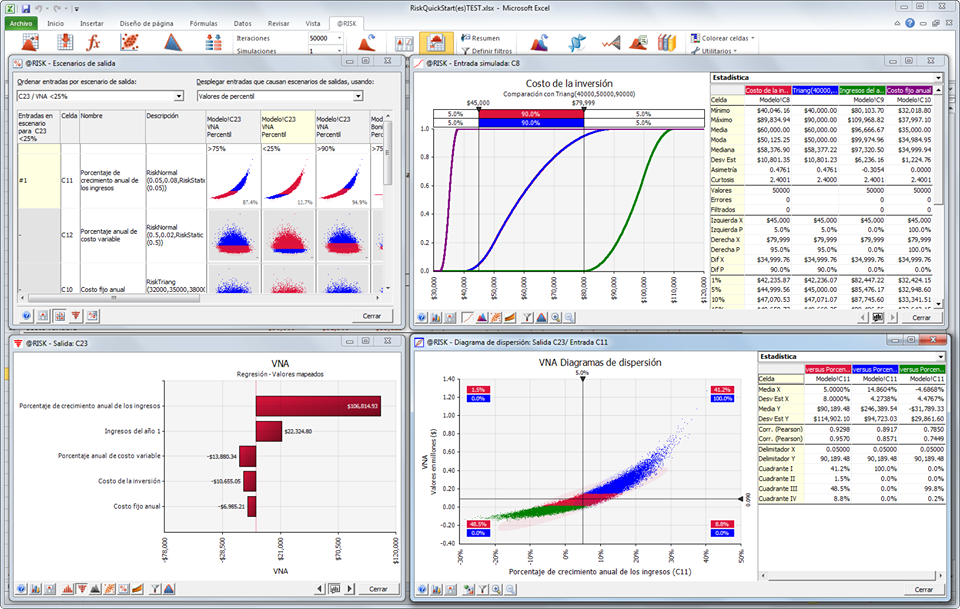 RiskQuickStart(es)TEST.xlsx - Microsoft Excel
Archivo Inicio Insertar Diseño de página Fórmulas Datos Revisar Vista @RISK
Iteraciones 50000
Simulaciones 1
Resumen
Definir filtros
Colorear celdas
Utilitarios
@RISK - Escenarios de salida
Ordenar entradas por escenario de salida:
Desplegar entradas que causan escenarios de salidas, usando:
C23 / VNA <25%
Valores de percentil
Entradas en escenario para C23 <25%
Celda
Nombre
Descripción
Modelo!C23 VNA Percentil >75%
Modelo!C23 VNA Percentil <25%
Modelo!C23 VNA Percentil >90%
#1
C11
Porcentaje de crecimiento anual de los ingresos
RiskNormal (0.05,0.08,RiskStatic (0.05))
87.4%
94.9%
-
C12
Porcentaje anual de costo variable
RiskNormal (0.5,0.02,RiskStatic (0.5))
-
C10
Costo fijo anual
RiskTriang (32000,35000,38000
Cerrar
@RISK - Entrada simulada: C8
Costo de la inversión
Comparación con Triang(40000,50000,90000)
$45,000 $79,999
5.0% 90.0% 5.0%
5.0% 90.0% 5.0%
1.0
0.8
0.6
0.4
0.2
0.0
$30,000 $40,000 $50,000 $60,000 $70,000 $80,000 $90,000 $100,000 $110,000 $120,000
Estadística
Costo de la in... Triang(40000,... Ingresos del a... Costo fijo anual
Celda Modelo!C8 Modelo!C9 Modelo!C10
Mínimo $40,096.16 $40,000.00 $80,103.70 $32,018.80
Máximo $89,834.94 $90,000.00 $109,968.82 $37,997.10
Media $60,000.00 $60,000.00 $96,666.67 $35,000.00
Moda $50,125.25 $50,000.00 $99,974.96 $34,984.95
Mediana $58,376.90 $58,377.22 $97,320.50 $34,999.94
Desv Est $10,801.35 $10,801.23 $6,236.16 $1,224.76
Asimetría 0.4761 0.4761 -0.3054 0.0000
Curtosis 2.4001 2.4000 2.4001 2.4000
Valores 50000 50000 50000
Errores 0 0 0
Filtrados 0 0 0
Izquierda X $45,000 $45,000 $45,000 $45,000
Izquierda P 5.0% 5.0% 0.0% 100.0%
Derecha X $79,999 $79,999 $79,999 $79,999
Derecha P 95.0% 95.0% 0.0% 100.0%
Dif X $34,999.76 $34,999.76 $34,999.76 $34,999.76
Dif P 90.0% 90.0% 0.0% 0.0%
1% $42,235.87 $42,236.07 $82,447.22 $32,424.15
5% $44,999.56 $45,000.00 $85,476.17 $32,948.60
10% $47,070.53 $47,071.07 $87,745.60 $33,341.51
Cerrar
@RISK - Salida: C23
VNA
Regresión - Valores mapeados
Porcentaje de crecimiento anual de los ingresos $106,814.93
Ingresos del año 1 $22,324.80
Porcentaje anual de costo variable -$13,880.34
Costo de la inversión -$10,655.05
Costo fijo anual -$6,985.21
-$78,000 -$28,500 $21,000 $70,500 $120,000
VNA
Cerrar
@RISK - Diagrama de dispersión: Salida C23/ Entrada C11
VNA Diagramas de dispersión
5.0%
1.5% 41.2%
0.0% 100.0%
VNA
Valores en millones ($)
1.40
1.20
1.00
0.80
0.60
0.40
0.20
0.00
-0.20
-0.40
0.090
48.5% 8.8%
0.0% 0.0%
-30% -20% -10% 0% 10% 20% 30% 40% 50%
Porcentaje de crecimiento anual de los ingresos (C11)
Estadística
versus Porcen... versus Porcen... versus Porcen...
Celda Modelo!C11 Modelo!C11 Modelo!C11
Media X 5.0000% 14.8604% -4.6868%
Desv Est X 8.0000% 4.2738% 4.4767%
Media Y $90,189.48 $246,389.54 -$31,789.33
Desv Est Y $114,902.10 $94,723.03 $29,861.60
Corr. (Pearson) 0.9298 0.8917 0.7850
Corr. (Pearson) 0.9570 0.8571 0.7449
Delimitador X 0.05000 0.05000 0.05000
Delimitador Y 90,189.48 90,189.48 90,189.48
Cuadrante I 41.2% 100.0% 0.0%
Cuadrante II 1.5% 0.0% 0.0%
Cuadrante III 48.5% 0.0% 99.8%
Cuadrante IV 8.8% 0.0% 0.2%
Cerrar